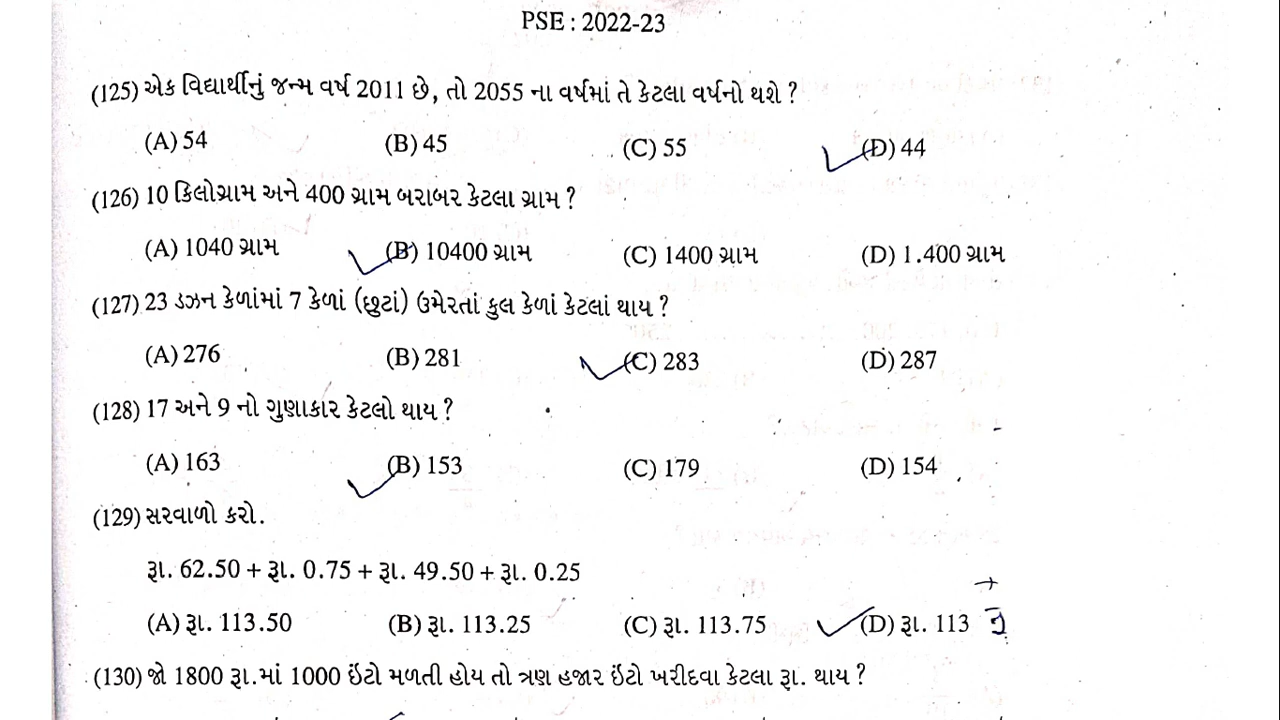 PSE : 2022-23
(125) એક વિદ્યાર્થીનું જન્મ વર્ષ 2011 છે, તો 2055 ના વર્ષમાં તે કેટલા વર્ષનો થશે ?
(A) 54 (B) 45 (C) 55 (D) 44
(126) 10 કિલોગ્રામ અને 400 ગ્રામ બરાબર કેટલા ગ્રામ ?
(A) 1040 ગ્રામ (B) 10400 ગ્રામ (C) 1400 ગ્રામ (D) 1.400 ગ્રામ
(127) 23 ડઝન કેળાંમાં 7 કેળાં (છુટાં) ઉમેરતાં કુલ કેળાં કેટલાં થાય ?
(A) 276 (B) 281 (C) 283 (D) 287
(128) 17 અને 9 નો ગુણાકાર કેટલો થાય ?
(A) 163 (B) 153 (C) 179 (D) 154
(129) સરવાળો કરો.
રૂા. 62.50 + રૂા. 0.75 + રૂા. 49.50 + રૂા. 0.25
(A) રૂા. 113.50 (B) રૂા. 113.25 (C) રૂા. 113.75 (D) રૂા. 113
(130) જો 1800 રૂા.માં 1000 ઈંટો મળતી હોય તો ત્રણ હજાર ઈંટો ખરીદવા કેટલા રૂા. થાય ?